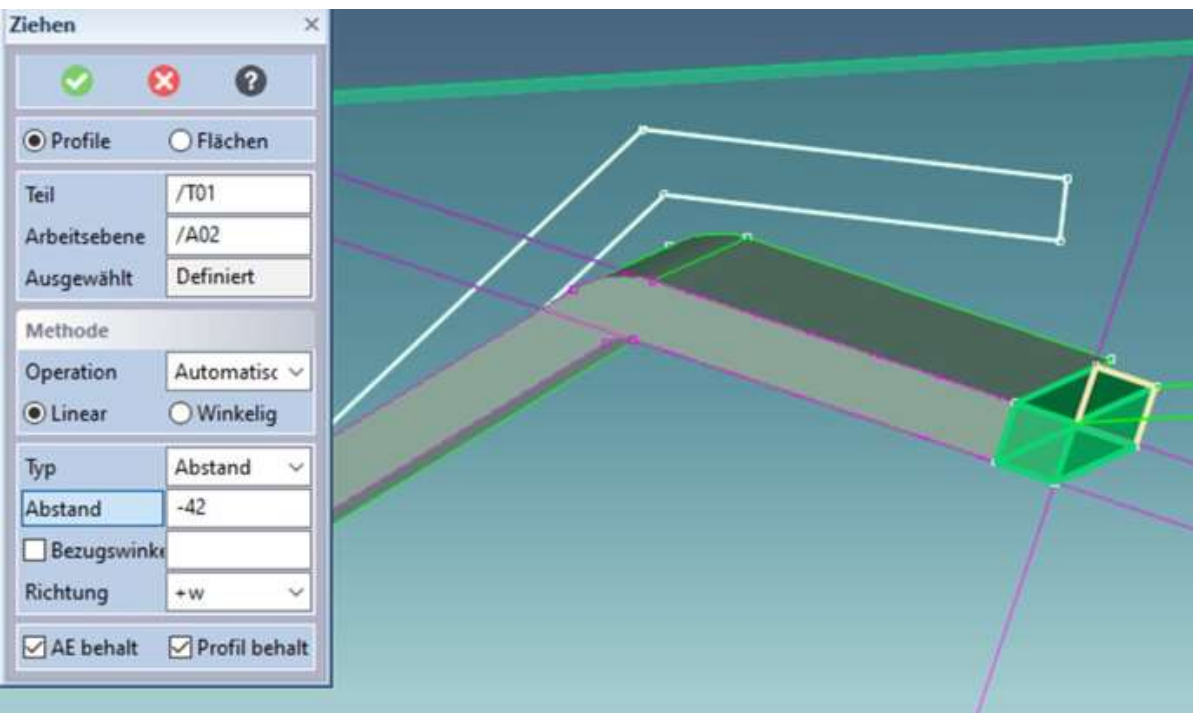 Ziehen
Profile Flächen
Teil /T01
Arbeitsebene /A02
Ausgewählt Definiert
Methode
Operation Automatisc
Linear Winkelig
Typ Abstand
Abstand -42
Bezugswinke
Richtung +w
AE behalt Profil behalt